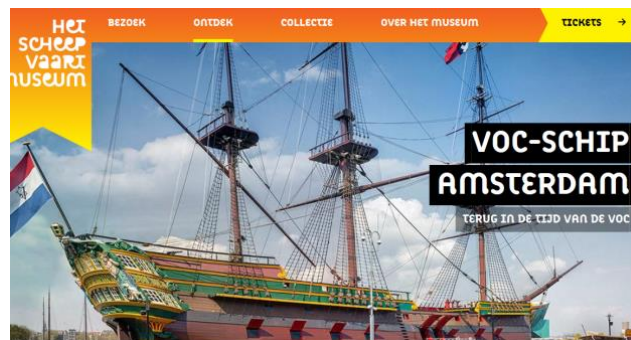 Het
SCHEEP
VAART
MUSEUM
BEZOEK
ONTDEK
COLLECTIE
OVER HET MUSEUM
TICKETS →
VOC-SCHIP
AMSTERDAM
TERUG IN DE TIJD VAN DE VOC